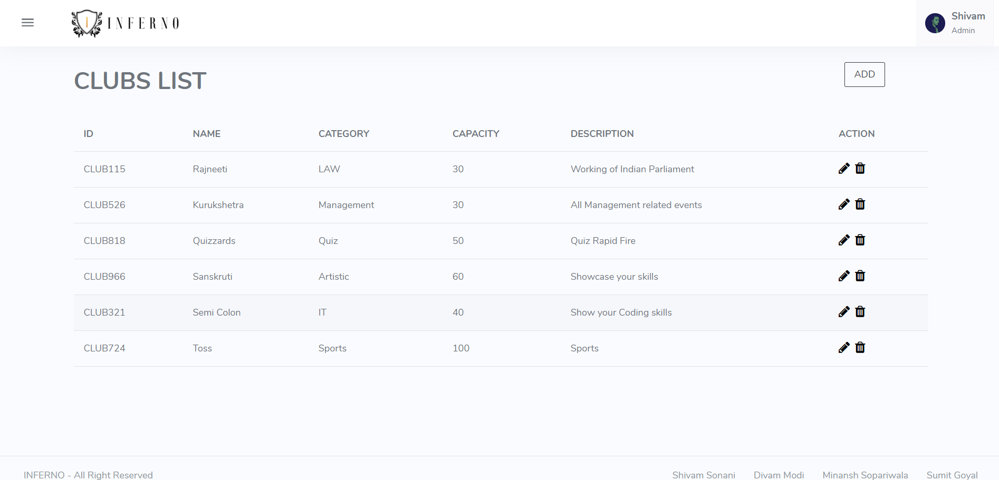 I INFERNO
Shivam
Admin
CLUBS LIST
ADD
ID NAME CATEGORY CAPACITY DESCRIPTION ACTION
CLUB115 Rajneeti LAW 30 Working of Indian Parliament
CLUB526 Kurukshetra Management 30 All Management related events
CLUB818 Quizzards Quiz 50 Quiz Rapid Fire
CLUB966 Sanskruti Artistic 60 Showcase your skills
CLUB321 Semi Colon IT 40 Show your Coding skills
CLUB724 Toss Sports 100 Sports
INFERNO - All Right Reserved Shivam Sonani Divam Modi Minansh Sopariwala Sumit Goyal